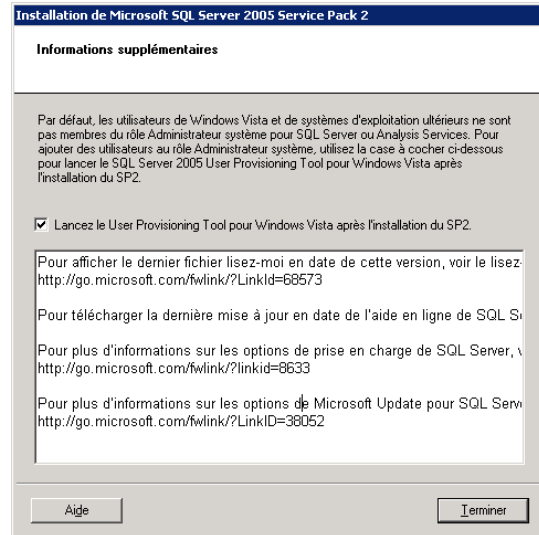 Installation de Microsoft SQL Server 2005 Service Pack 2
Informations supplémentaires
Par défaut, les utilisateurs de Windows Vista et de systèmes d'exploitation ultérieurs ne sont
pas membres du rôle Administrateur système pour SQL Server ou Analysis Services. Pour
ajouter des utilisateurs au rôle Administrateur système, utilisez la case à cocher ci-dessous
pour lancer le SQL Server 2005 User Provisioning Tool pour Windows Vista après
l'installation du SP2.
Lancez le User Provisioning Tool pour Windows Vista après l'installation du SP2.
Pour afficher le dernier fichier lisez-moi en date de cette version, voir le lisez-
http://go.microsoft.com/fwlink/?LinkId=68573
Pour télécharger la dernière mise à jour en date de l'aide en ligne de SQL
Pour plus d'informations sur les options de prise en charge de SQL Server,
http://go.microsoft.com/fwlink/?linkid=8633
Pour plus d'informations sur les options de Microsoft Update pour SQL
http://go.microsoft.com/fwlink/?LinkID=38052
Aide
Terminer